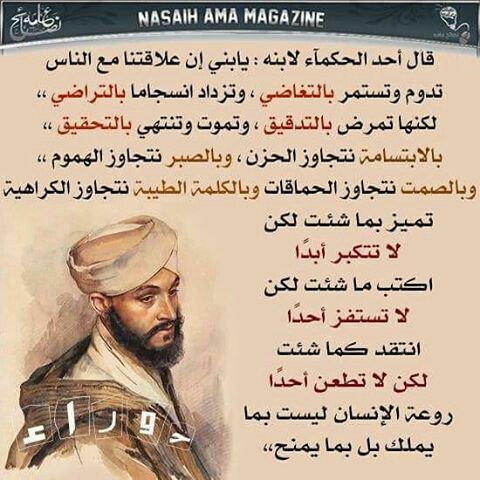 NASAIH AMA MAGAZINE
قال أحد الحكمآء لابنه : يابني إن علاقتنا مع الناس
تدوم وتستمر بالتغاضي ، وتزداد انسجاما بالتراضي ،،
لكنها تمرض بالتدقيق ، وتموت وتنتهي بالتحقيق ،،
بالابتسامة نتجاوز الحزن ، وبالصبر نتجاوز الهموم ،،
وبالصمت نتجاوز الحماقات وبالكلمة الطيبة نتجاوز الكراهية
تميز بما شئت لكن
لا تتكبر أبدًا
اكتب ما شئت لكن
لا تستفز أحدًا
انتقد كما شئت
لكن لا تطعن أحدًا
روعة الإنسان ليست بما
يملك بل بما يمنح،،
حوراء